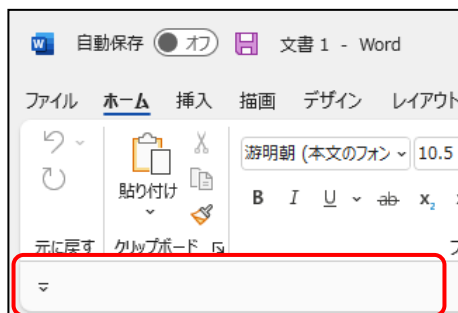 自動保存 オフ 文書 1 - Word
ファイル ホーム 挿入 描画 デザイン レイアウト
游明朝 (本文のフォン 10.5
貼り付け
B I U ab x₂
元に戻す クリップボード